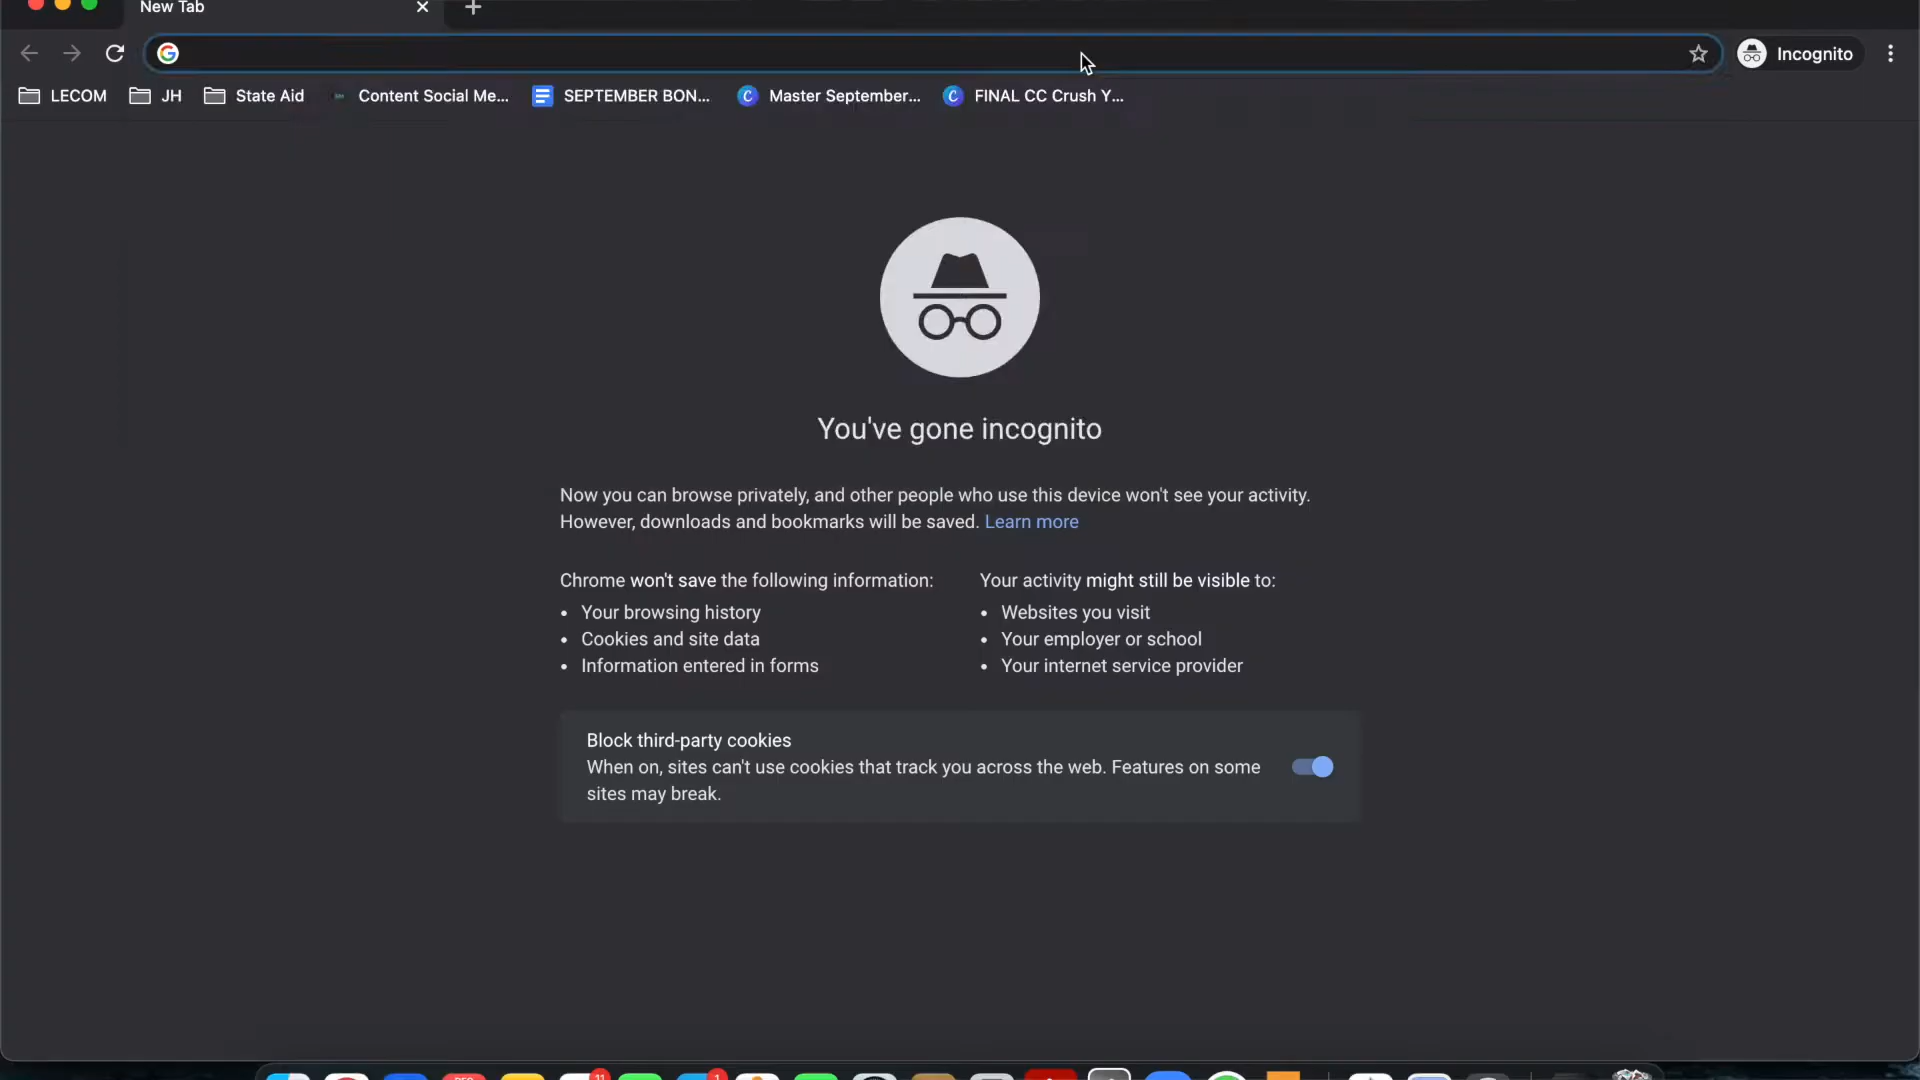 New Tab
Incognito
LECOM JH State Aid Content Social Me... SEPTEMBER BON... Master September... FINAL CC Crush Y...
You've gone incognito
Now you can browse privately, and other people who use this device won't see your activity.
However, downloads and bookmarks will be saved. Learn more
Chrome won't save the following information:
Your browsing history
Cookies and site data
Information entered in forms
Your activity might still be visible to:
Websites you visit
Your employer or school
Your internet service provider
Block third-party cookies
When on, sites can't use cookies that track you across the web. Features on some
sites may break.
11
1